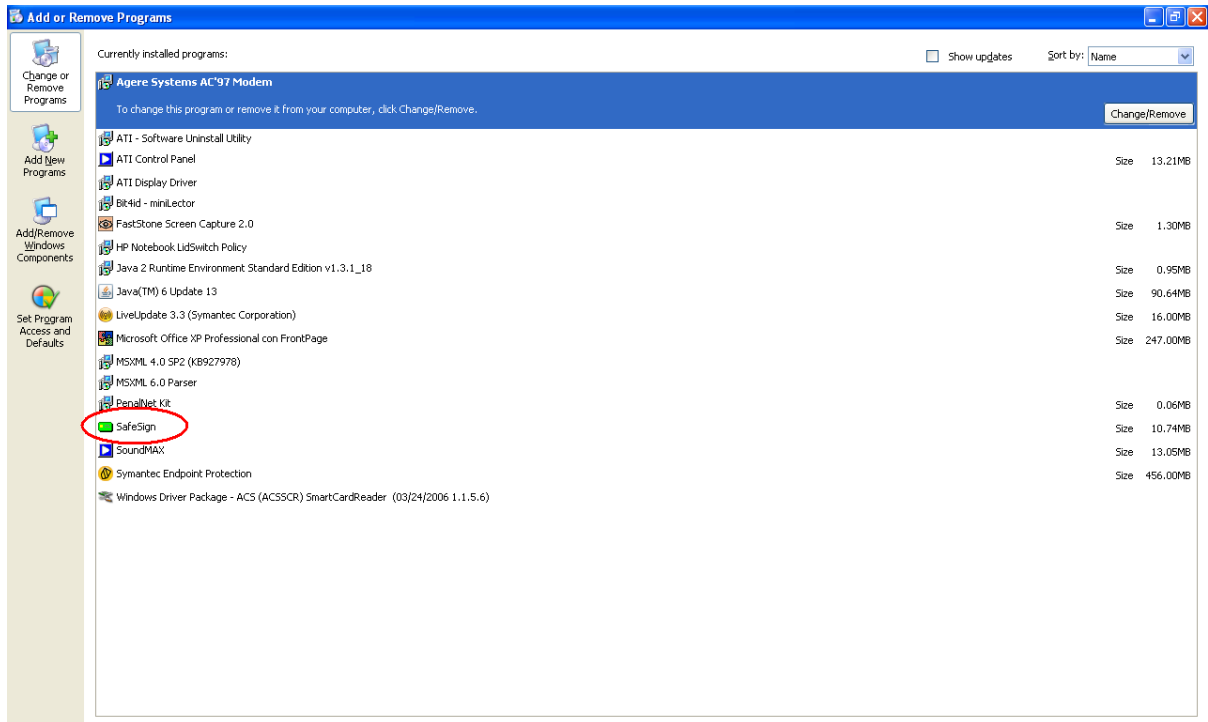 Add or Remove Programs
Change or
Remove
Programs
Add New
Programs
Add/Remove
Windows
Components
Set Program
Access and
Defaults
Currently installed programs:
Show updates
Sort by: Name
Agere Systems AC'97 Modem
To change this program or remove it from your computer, click Change/Remove.
Change/Remove
ATI - Software Uninstall Utility
ATI Control Panel Size 13.21MB
ATI Display Driver
Bit4id - miniLector
FastStone Screen Capture 2.0 Size 1.30MB
HP Notebook LidSwitch Policy
Java 2 Runtime Environment Standard Edition v1.3.1_18 Size 0.95MB
Java(TM) 6 Update 13 Size 90.64MB
LiveUpdate 3.3 (Symantec Corporation) Size 16.00MB
Microsoft Office XP Professional con FrontPage Size 247.00MB
MSXML 4.0 SP2 (KB927978)
MSXML 6.0 Parser
PenalNet Kit Size 0.06MB
SafeSign Size 10.74MB
SoundMAX Size 13.05MB
Symantec Endpoint Protection Size 456.00MB
Windows Driver Package - ACS (ACSSCR) SmartCardReader (03/24/2006 1.1.5.6)